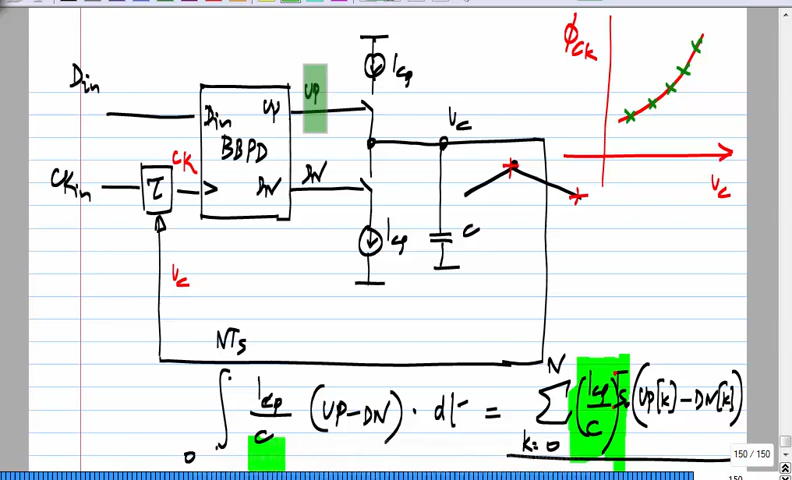 Din
CKin
τ
CK
Din
BBPD
UP
DN
UP
DN
Icp
Icp
Vc
C
Vc
ϕCK
Vc
NTs
∫ Icp/C (UP-DN) · dt = Σ (Icp/C) Ts (UP[k] - DN[k])
0
N
k=0
150 / 150
150